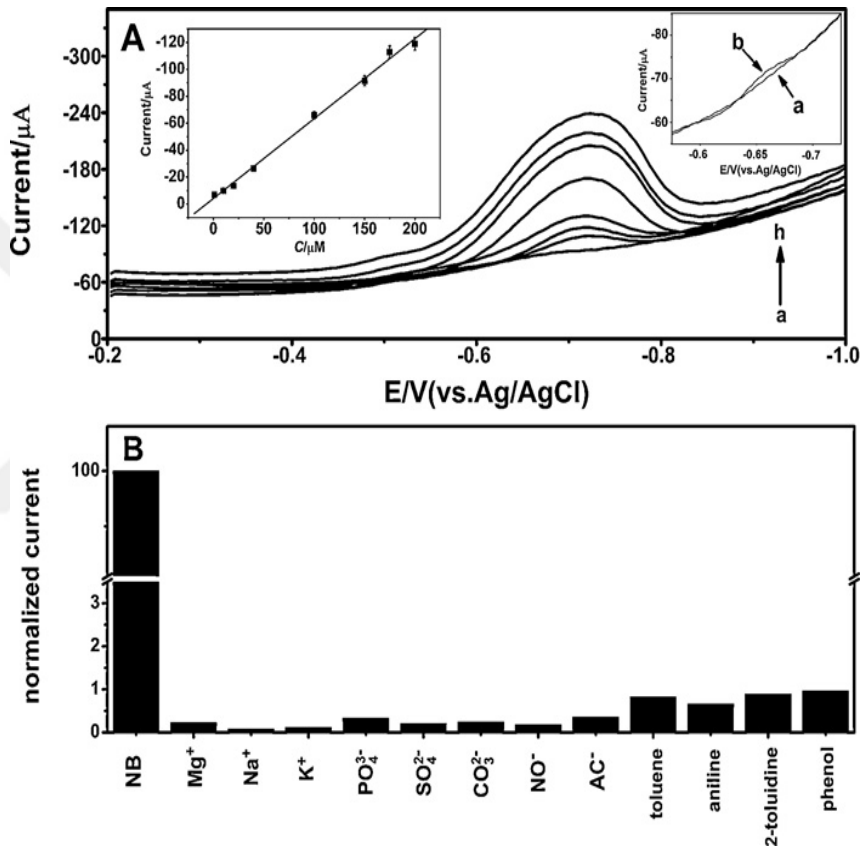 A
-300
-240
-180
-120
-60
0
Current/µA
-0.2
-0.4
-0.6
-0.8
-1.0
E/V(vs.Ag/AgCl)
h
a
-120
-100
-80
-60
-40
-20
0
Current/µA
0
50
100
150
200
C/µM
-80
-70
-60
Current/µA
b
a
-0.6
-0.65
-0.7
E/V(vs.Ag/AgCl)
B
100
3
2
1
0
normalized current
NB
Mg⁺
Na⁺
K⁺
PO₄³⁻
SO₄²⁻
CO₃²⁻
NO⁻
AC⁻
toluene
aniline
2-toluidine
phenol